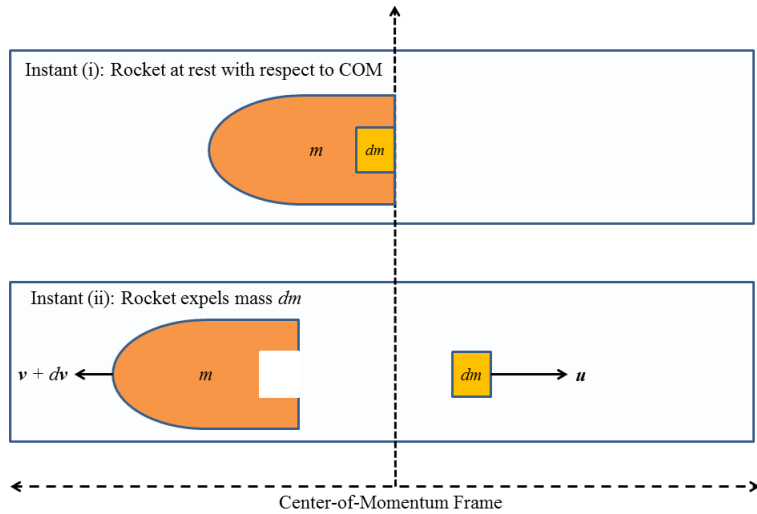 Instant (i): Rocket at rest with respect to COM
m
dm
Instant (ii): Rocket expels mass dm
v + dv
m
dm
u
Center-of-Momentum Frame